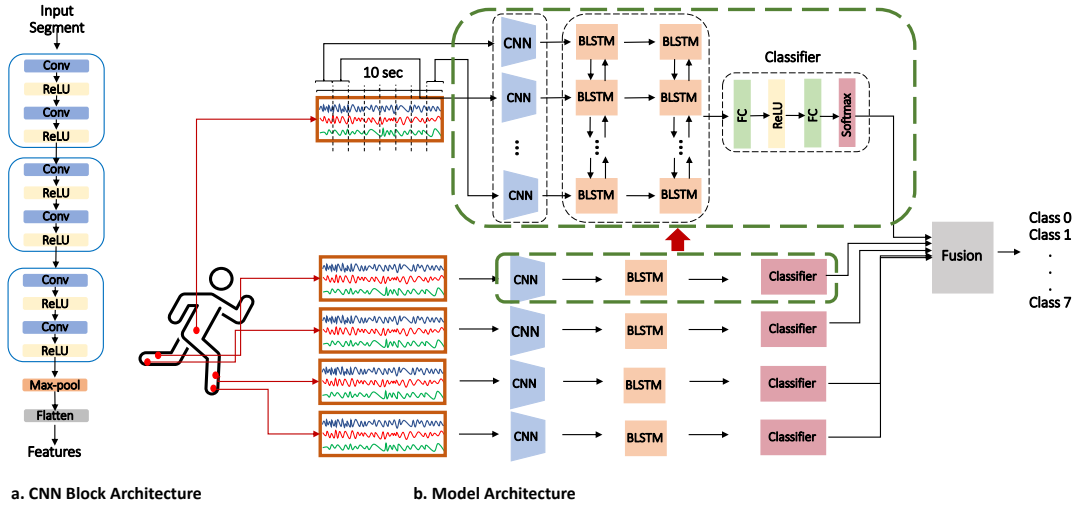 Input
Segment
Conv
ReLU
Conv
ReLU
Conv
ReLU
Conv
ReLU
Conv
ReLU
Conv
ReLU
Max-pool
Flatten
Features
a. CNN Block Architecture
10 sec
CNN
BLSTM
BLSTM
CNN
BLSTM
BLSTM
...
...
...
CNN
BLSTM
BLSTM
Classifier
FC
ReLU
FC
Softmax
CNN
BLSTM
Classifier
CNN
BLSTM
Classifier
CNN
BLSTM
Classifier
CNN
BLSTM
Classifier
Fusion
Class 0
Class 1
.
.
.
Class 7
b. Model Architecture